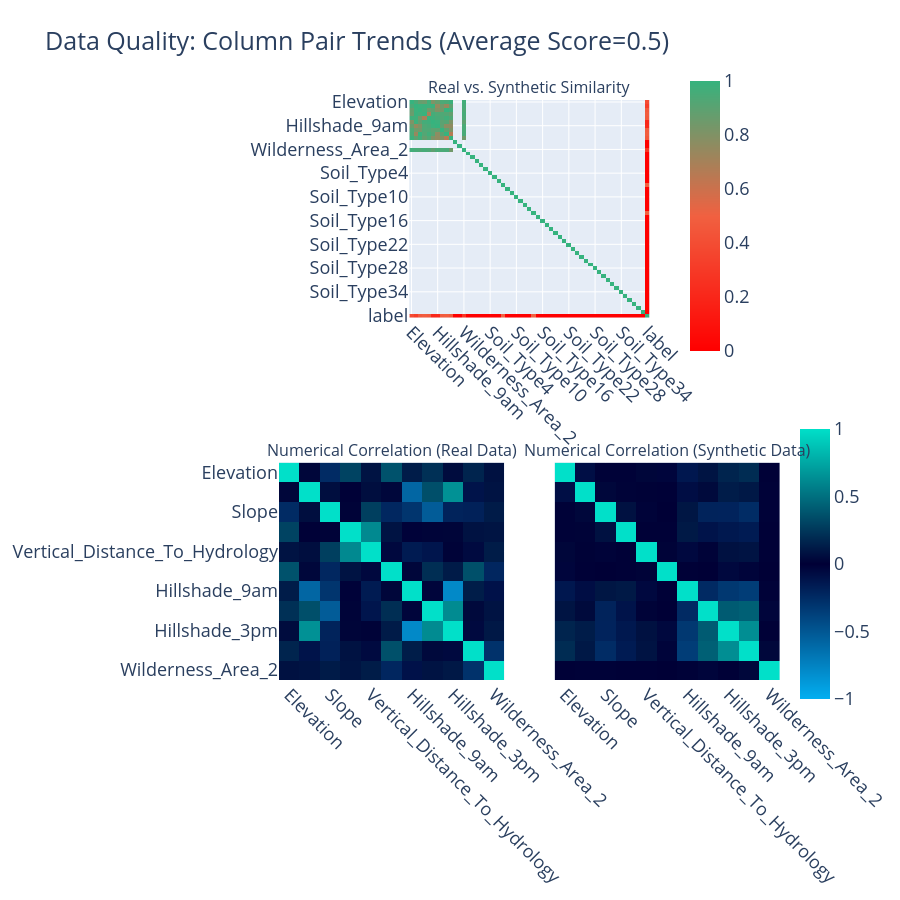 Data Quality: Column Pair Trends (Average Score=0.5)
Real vs. Synthetic Similarity
Elevation
Hillshade_9am
Wilderness_Area_2
Soil_Type4
Soil_Type10
Soil_Type16
Soil_Type22
Soil_Type28
Soil_Type34
label
Elevation
Hillshade_9am
Wilderness_Area_2
Soil_Type4
Soil_Type10
Soil_Type16
Soil_Type22
Soil_Type28
Soil_Type34
label
1
0.8
0.6
0.4
0.2
0
Numerical Correlation (Real Data)
Elevation
Slope
Vertical_Distance_To_Hydrology
Hillshade_9am
Hillshade_3pm
Wilderness_Area_2
Elevation
Slope
Vertical_Distance_To_Hydrology
Hillshade_9am
Hillshade_3pm
Wilderness_Area_2
Numerical Correlation (Synthetic Data)
Elevation
Slope
Vertical_Distance_To_Hydrology
Hillshade_9am
Hillshade_3pm
Wilderness_Area_2
1
0.5
0
−0.5
−1